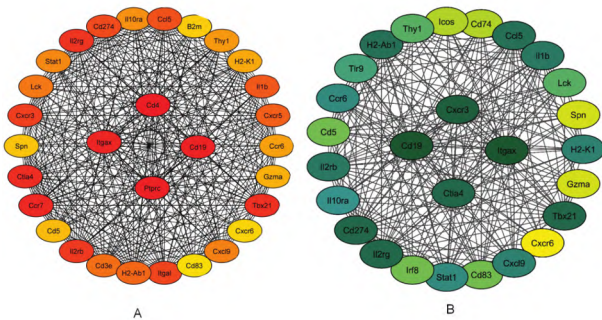 Ccl5
Il10ra
B2m
Cd274
Thy1
Il2rg
H2-K1
Stat1
Il1b
Lck
Cxcr3
Cxcr5
Spn
Ccr6
Ctla4
Gzma
Ccr7
Tbx21
Cd5
Cxcr6
Il2rb
Cxcl9
Cd3e
Cd83
H2-Ab1
Itgal
Cd4
Itgax
Cd19
Ptprc
A
Icos
Cd74
Thy1
Ccl5
H2-Ab1
Il1b
Tlr9
Lck
Ccr6
Spn
Cd5
H2-K1
Il2rb
Gzma
Il10ra
Tbx21
Cd274
Cxcr6
Il2rg
Cxcl9
Irf8
Cd83
Stat1
Cxcr3
Cd19
Itgax
Ctla4
B